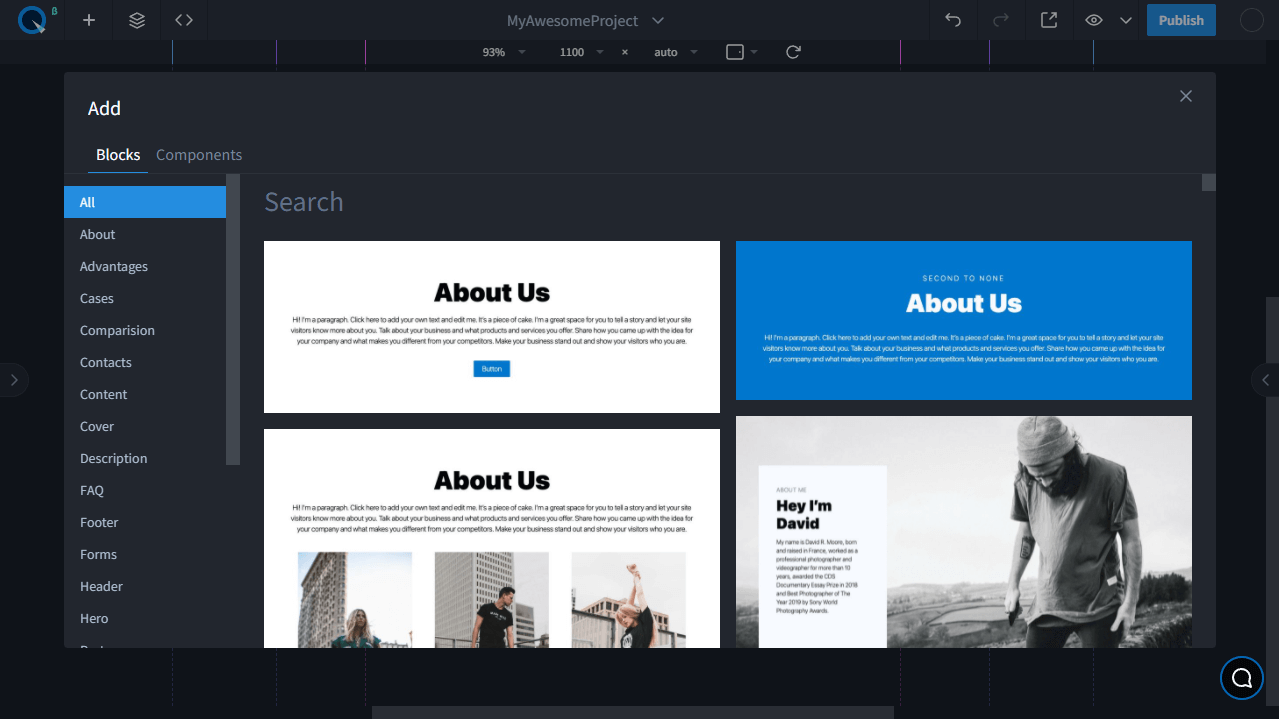 β
MyAwesomeProject
Publish
93%
1100
×
auto
Add
Blocks
Components
All
About
Advantages
Cases
Comparision
Contacts
Content
Cover
Description
FAQ
Footer
Forms
Header
Hero
Search
About Us
Hi! I'm a paragraph. Click here to add your own text and edit me. It's a piece of cake. I'm a great space for you to tell a story and let your site
visitors know more about you. Talk about your business and what products and services you offer. Share how you came up with the idea for
your company and what makes you different from your competitors. Make your business stand out and show your visitors who you are.
Button
SECOND TO NONE
About Us
Hi! I'm a paragraph. Click here to add your own text and edit me. It's a piece of cake. I'm a great space for you to tell a story and let your site
visitors know more about you. Talk about your business and what products and services you offer. Share how you came up with the idea for
your company and what makes you different from your competitors. Make your business stand out and show your visitors who you are.
About Us
Hi! I'm a paragraph. Click here to add your own text and edit me. It's a piece of cake. I'm a great space for you to tell a story and let your site
visitors know more about you. Talk about your business and what products and services you offer. Share how you came up with the idea for
your company and what makes you different from your competitors. Make your business stand out and show your visitors who you are.
ABOUT ME
Hey I'm
David
My name is David R. Moore, born
and raised in France, worked as a
professional photographer and
videographer for more than 10
years, awarded the CDS
Documentary Essay Prize in 2018
and Best Photographer of The
Year 2019 by Sony World
Photography Awards.